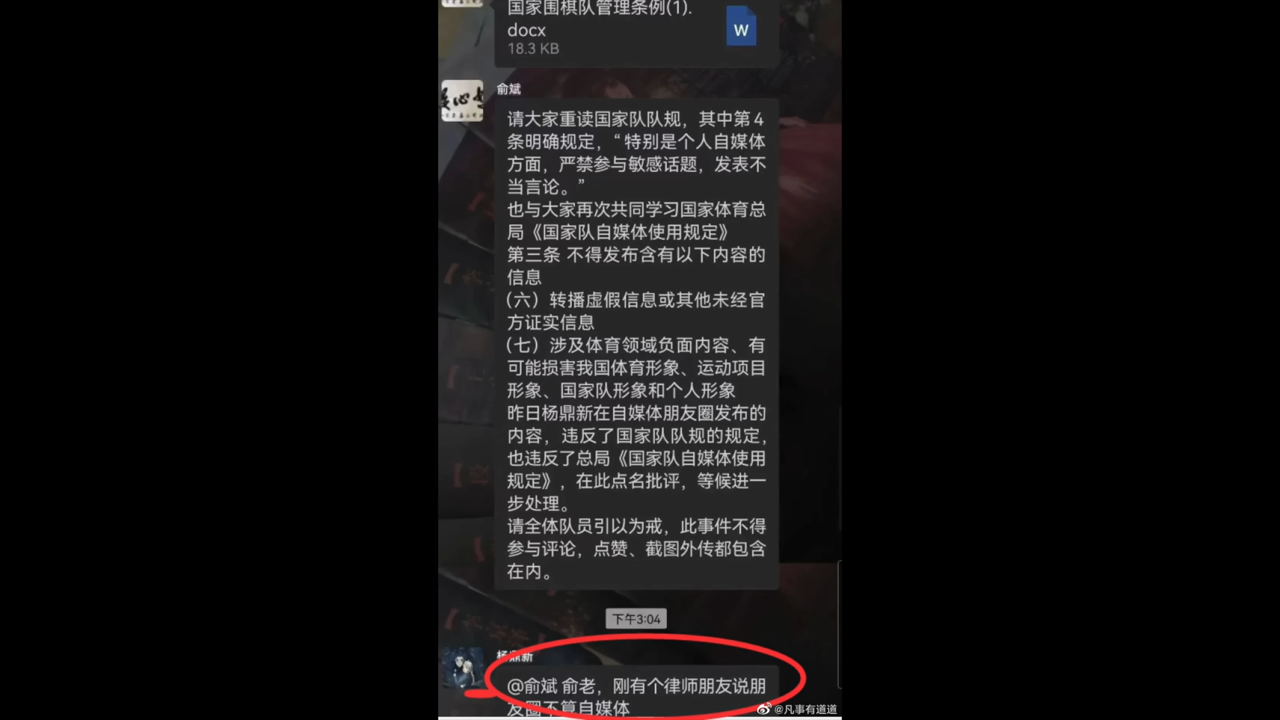 国家围棋队管理条例(1).
docx
18.3 KB
W
俞斌
请大家重读国家队队规，其中第4
条明确规定，“特别是个人自媒体
方面，严禁参与敏感话题，发表不
当言论。”
也与大家再次共同学习国家体育总
局《国家队自媒体使用规定》
第三条 不得发布含有以下内容的
信息
(六）转播虚假信息或其他未经官
方证实信息
(七）涉及体育领域负面内容、有
可能损害我国体育形象、运动项目
形象、国家队形象和个人形象
昨日杨鼎新在自媒体朋友圈发布的
内容，违反了国家队队规的规定，
也违反了总局《国家队自媒体使用
规定》，在此点名批评，等候进一
步处理。
请全体队员引以为戒，此事件不得
参与评论，点赞、截图外传都包含
在内。
下午3:04
杨鼎新
@俞斌 俞老，刚有个律师朋友说朋
友圈不算自媒体
@凡事有道道